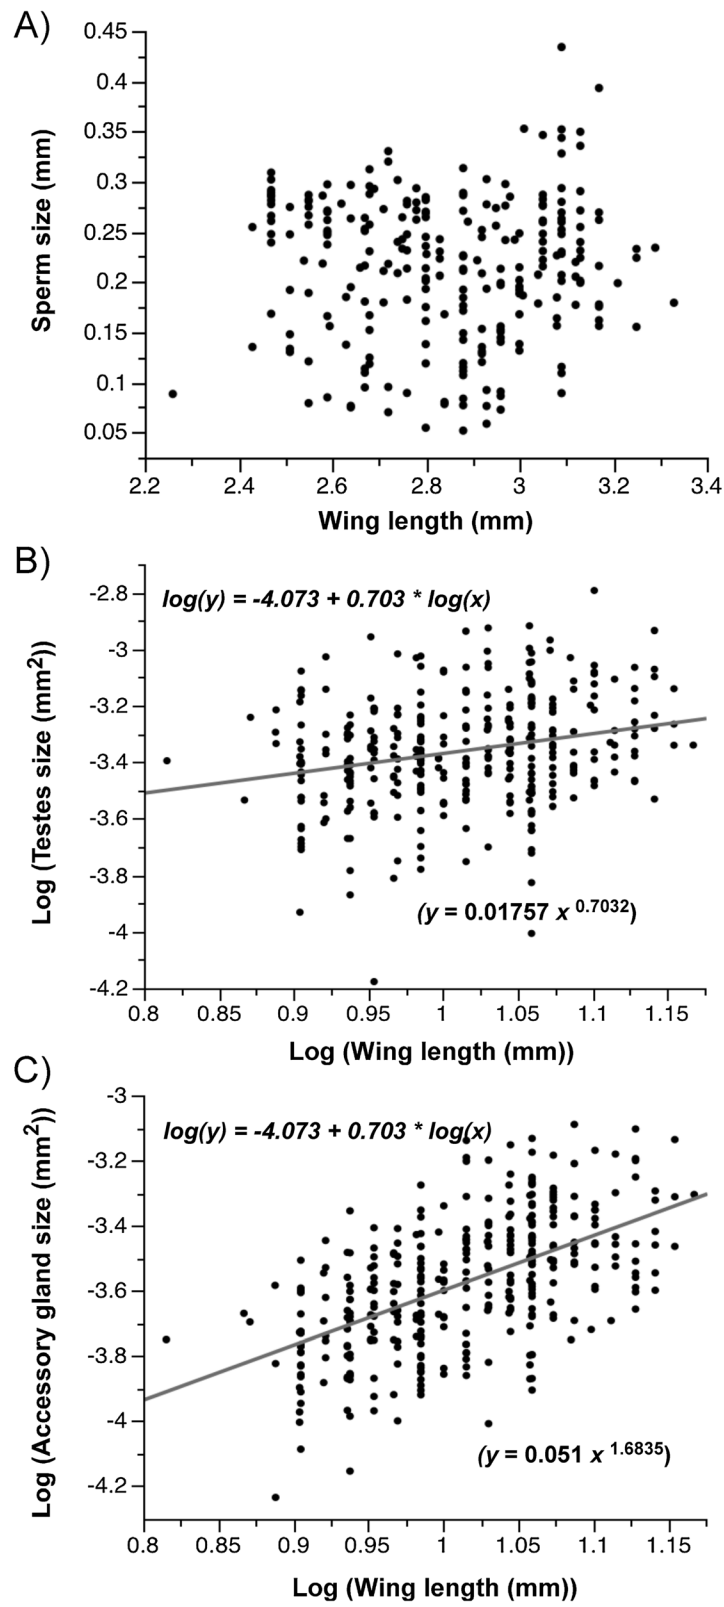 A)
0.45
0.4
0.35
0.3
0.25
0.2
0.15
0.1
0.05
Sperm size (mm)
2.2 2.4 2.6 2.8 3 3.2 3.4
Wing length (mm)
B)
log(y) = -4.073 + 0.703 * log(x)
-2.8
-3
-3.2
-3.4
-3.6
-3.8
-4
-4.2
Log (Testes size (mm²))
(y = 0.01757 x 0.7032)
0.8 0.85 0.9 0.95 1 1.05 1.1 1.15
Log (Wing length (mm))
C)
log(y) = -4.073 + 0.703 * log(x)
-3
-3.2
-3.4
-3.6
-3.8
-4
-4.2
Log (Accessory gland size (mm²))
(y = 0.051 x 1.6835)
0.8 0.85 0.9 0.95 1 1.05 1.1 1.15
Log (Wing length (mm))